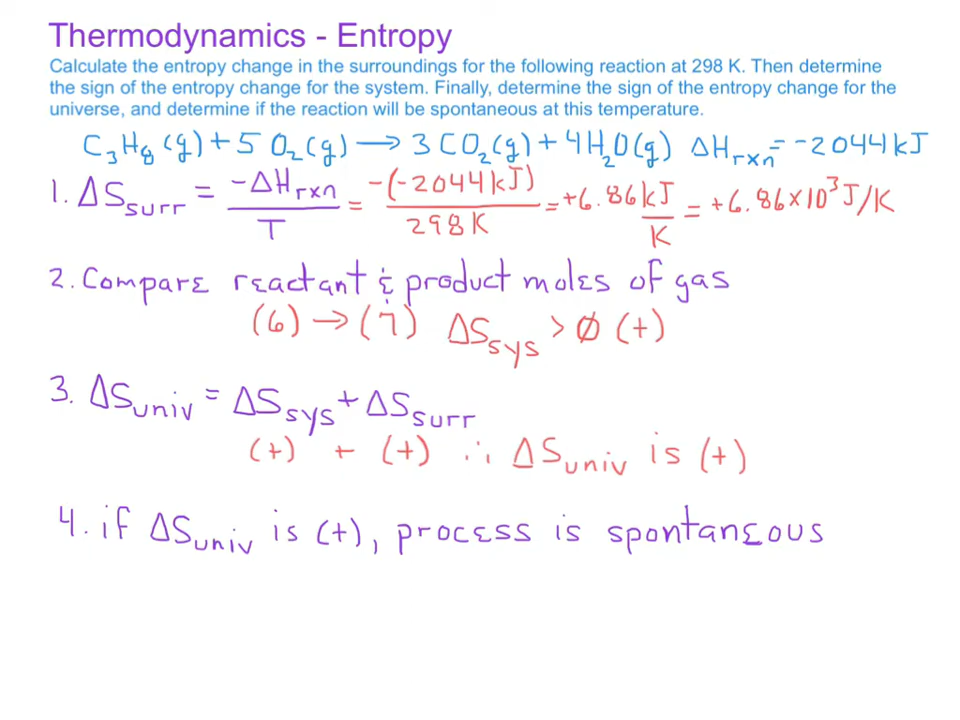 Thermodynamics - Entropy
Calculate the entropy change in the surroundings for the following reaction at 298 K. Then determine
the sign of the entropy change for the system. Finally, determine the sign of the entropy change for the
universe, and determine if the reaction will be spontaneous at this temperature.
C₃H₈(g) + 5 O₂(g) → 3 CO₂(g) + 4 H₂O(g) ΔHrxn = -2044 kJ
1. ΔSsurr = -ΔHrxn / T = -(-2044 kJ) / 298 K = +6.86 kJ / K = +6.86 × 10³ J/K
2. Compare reactant & product moles of gas
(6) → (7) ΔSsys > 0 (+)
3. ΔSuniv = ΔSsys + ΔSsurr
(+) + (+) ∴ ΔSuniv is (+)
4. if ΔSuniv is (+), process is spontaneous